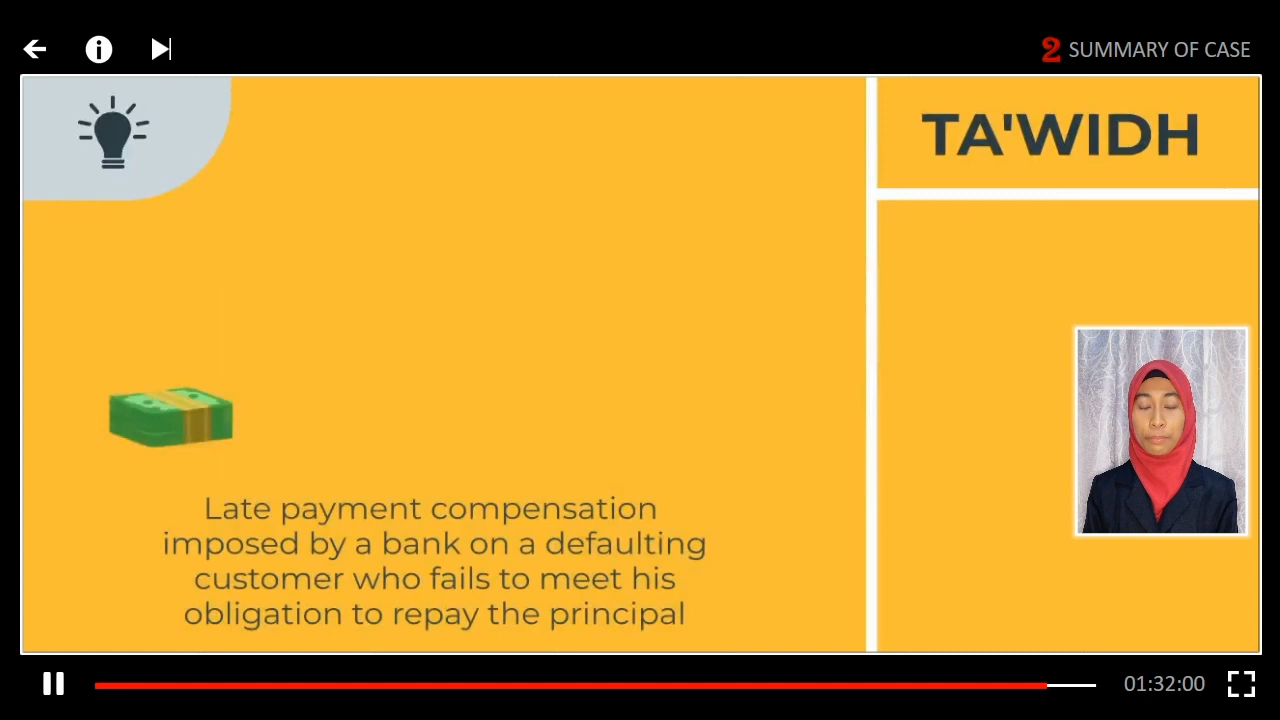 2 SUMMARY OF CASE
TA'WIDH
Late payment compensation
imposed by a bank on a defaulting
customer who fails to meet his
obligation to repay the principal
01:32:00